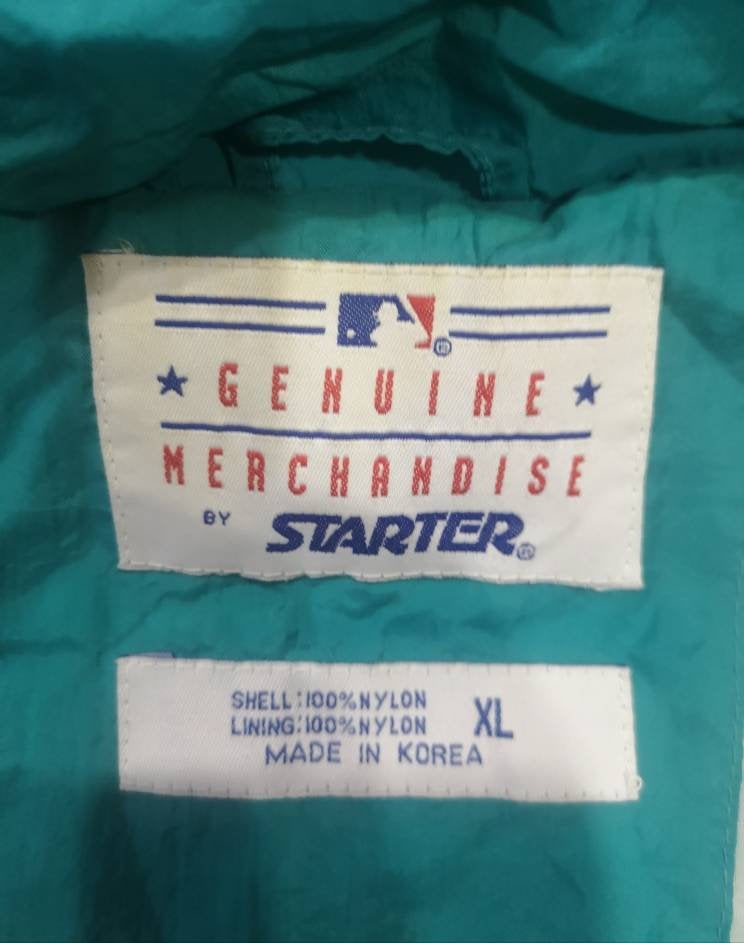 GENUINE
MERCHANDISE
BY STARTER®
SHELL:100%NYLON
LINING:100%NYLON XL
MADE IN KOREA